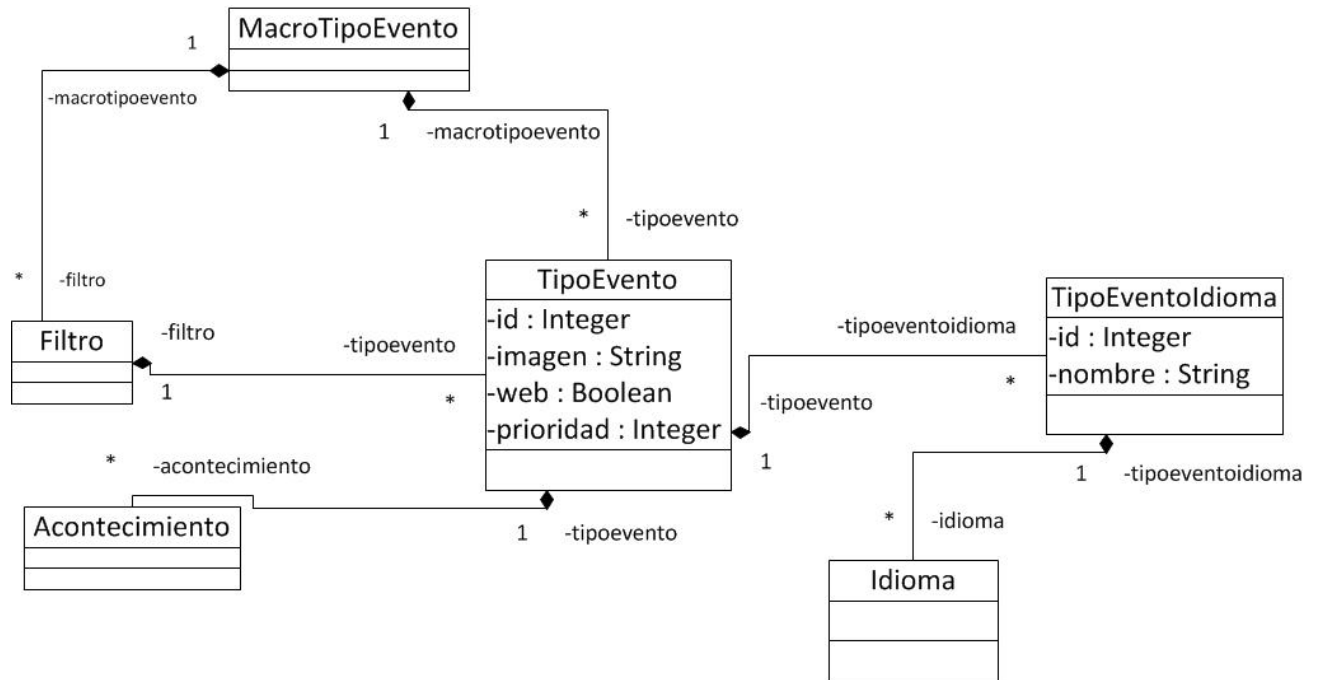 MacroTipoEvento
1
-macrotipoevento
1
-macrotipoevento
*
-tipoevento
*
-filtro
Filtro
-filtro
1
-tipoevento
*
TipoEvento
-id : Integer
-imagen : String
-web : Boolean
-prioridad : Integer
-tipoeventoidioma
*
-tipoevento
1
TipoEventoIdioma
-id : Integer
-nombre : String
*
-acontecimiento
Acontecimiento
1
-tipoevento
1
-tipoeventoidioma
*
-idioma
Idioma